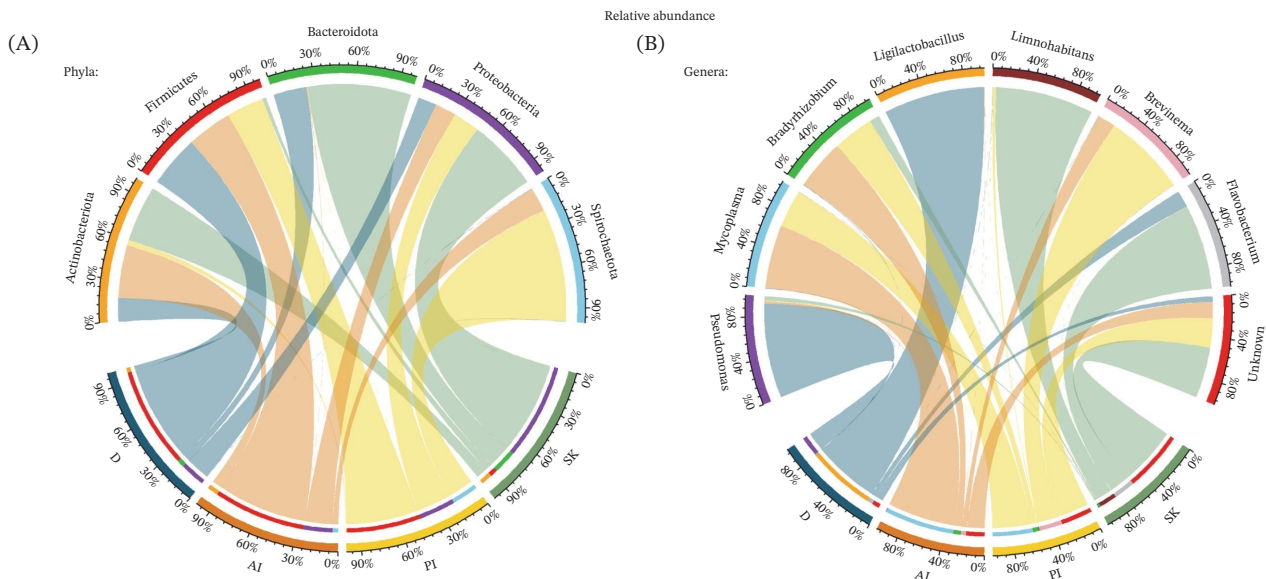 Relative abundance
(A)
Phyla:
Actinobacteriota
0% 30% 60% 90%
Firmicutes
0% 30% 60% 90%
Bacteroidota
0% 30% 60% 90%
Proteobacteria
0% 30% 60% 90%
Spirochaetota
0% 30% 60% 90%
D
90% 60% 30% 0%
AI
90% 60% 30% 0%
PI
90% 60% 30% 0%
SK
90% 60% 30% 0%
(B)
Genera:
Pseudomonas
0% 40% 80%
Mycoplasma
0% 40% 80%
Bradyrhizobium
0% 40% 80%
Ligilactobacillus
0% 40% 80%
Limnohabitans
0% 40% 80%
Brevinema
0% 40% 80%
Flavobacterium
0% 40% 80%
Unknown
0% 40% 80%
D
80% 40% 0%
AI
80% 40% 0%
PI
80% 40% 0%
SK
80% 40% 0%